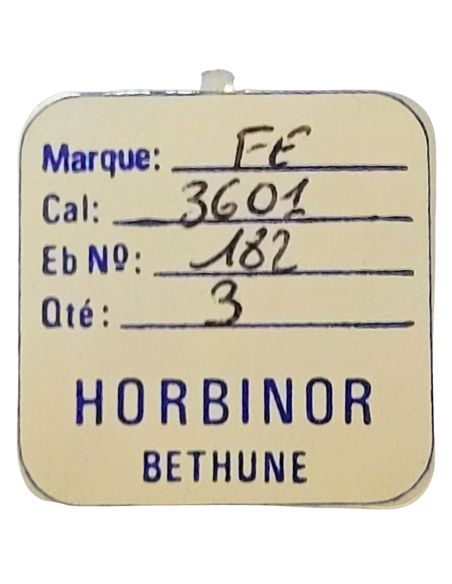 Marque: FE
Cal: 3601
Eb Nº: 182
Qté: 3
HORBINOR
BETHUNE